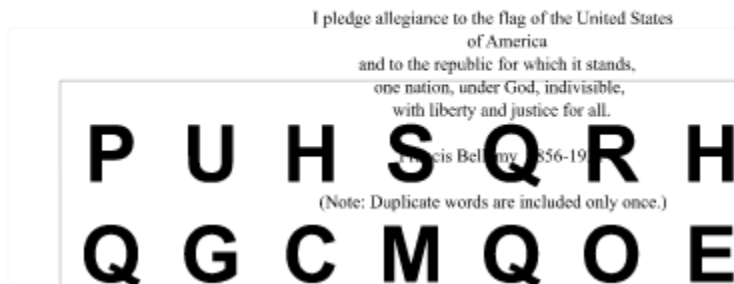 I pledge allegiance to the flag of the United States
of America
and to the republic for which it stands,
one nation, under God, indivisible,
with liberty and justice for all.
P U H S Q R H
(Note: Duplicate words are included only once.)
Q G C M Q O E